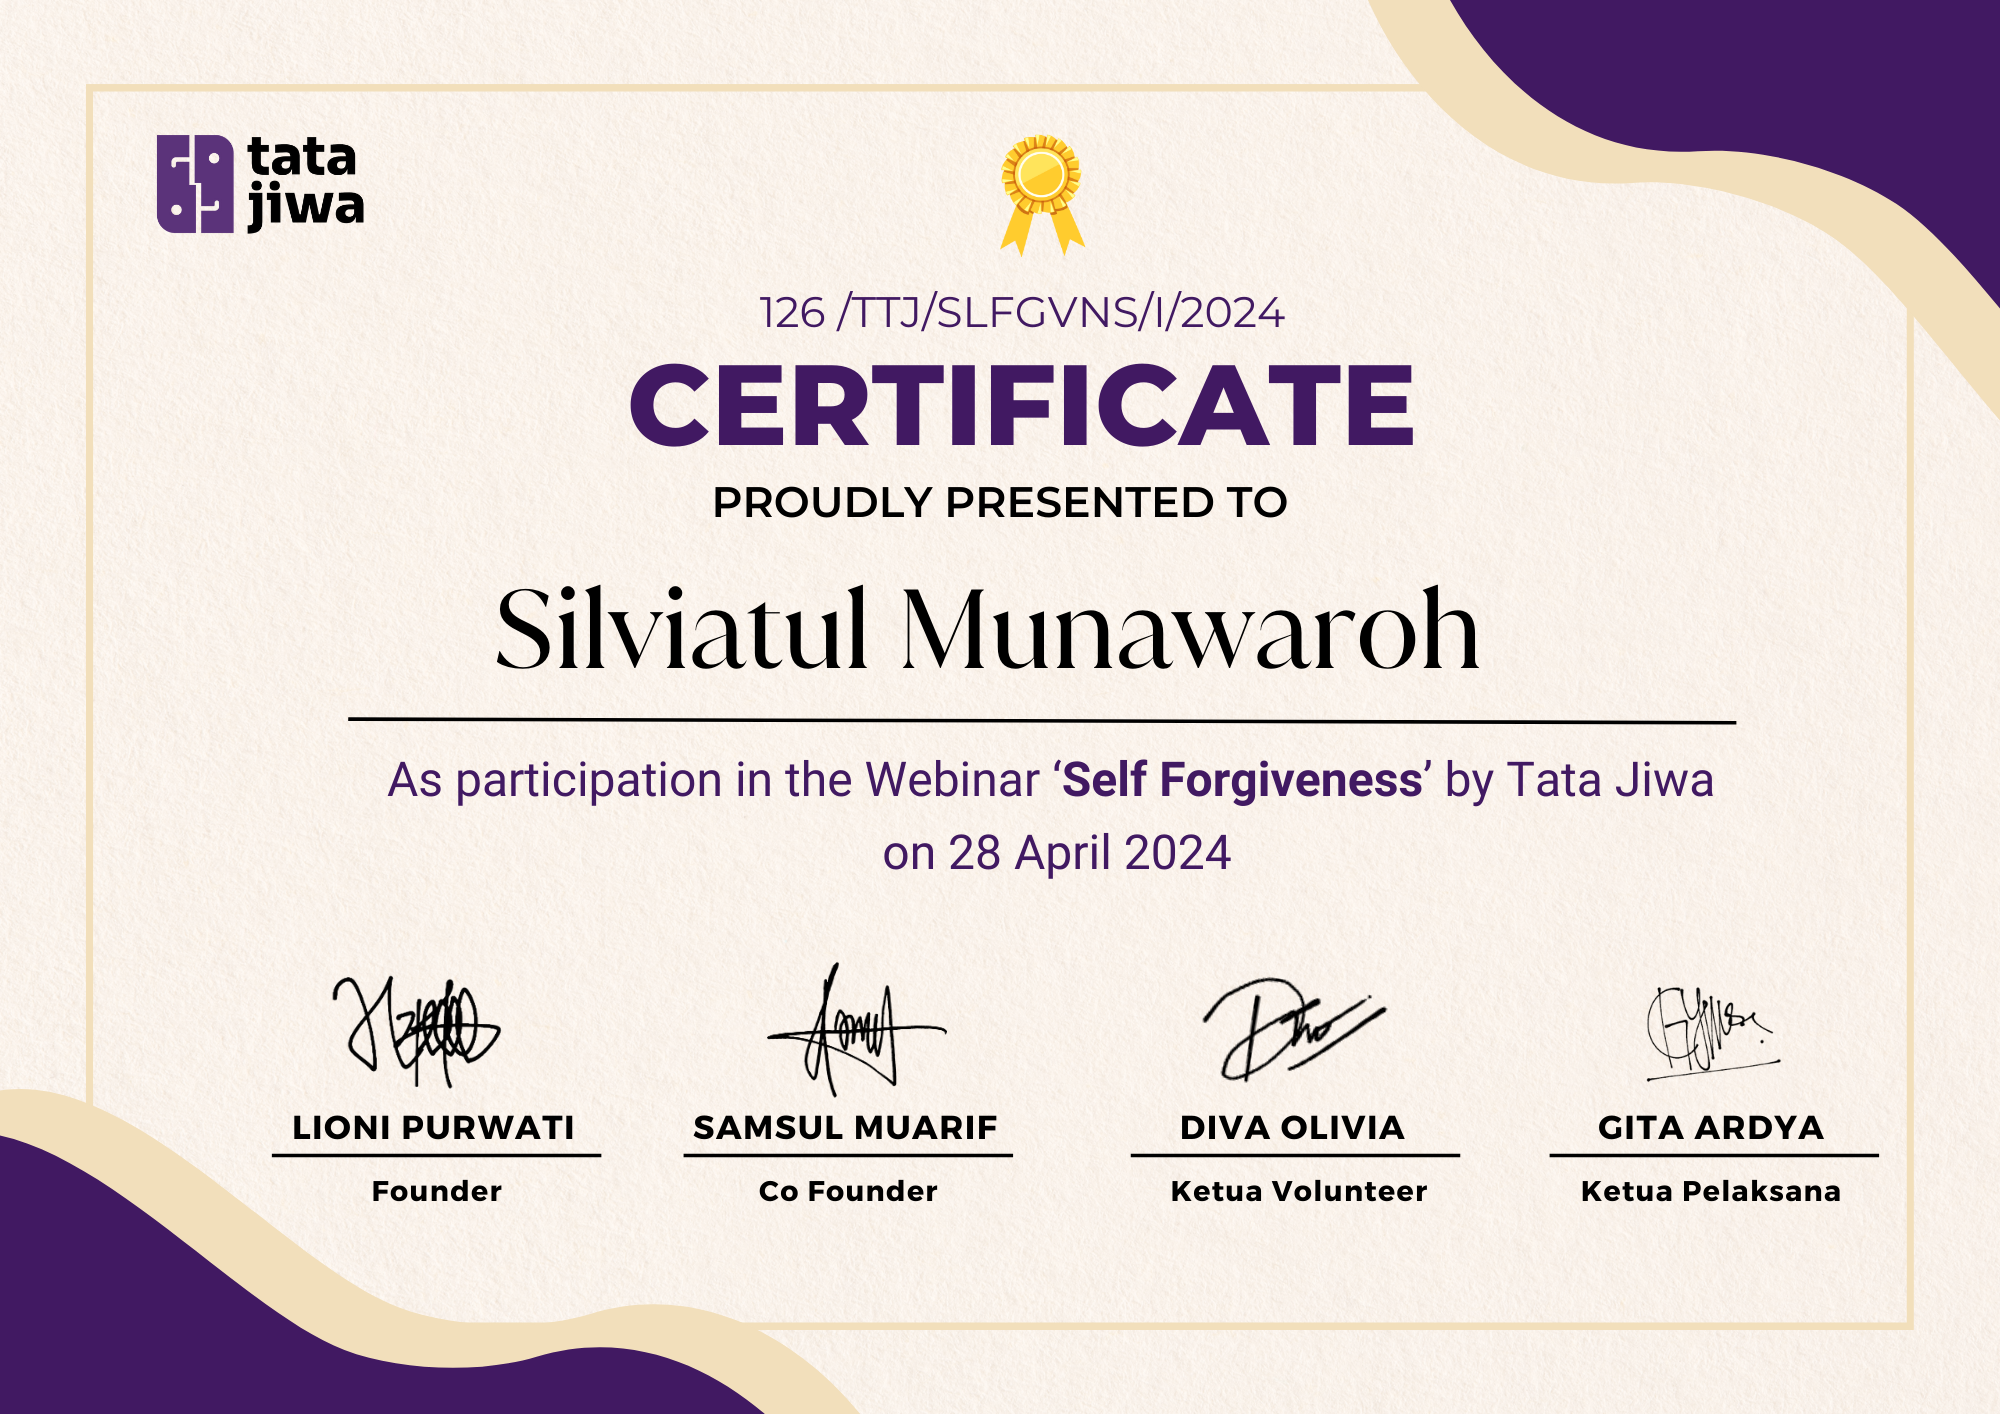 tata
jiwa
126 /TTJ/SLFGVNS/I/2024
CERTIFICATE
PROUDLY PRESENTED TO
Silviatul Munawaroh
As participation in the Webinar ‘Self Forgiveness’ by Tata Jiwa
on 28 April 2024
LIONI PURWATI
Founder
SAMSUL MUARIF
Co Founder
DIVA OLIVIA
Ketua Volunteer
GITA ARDYA
Ketua Pelaksana